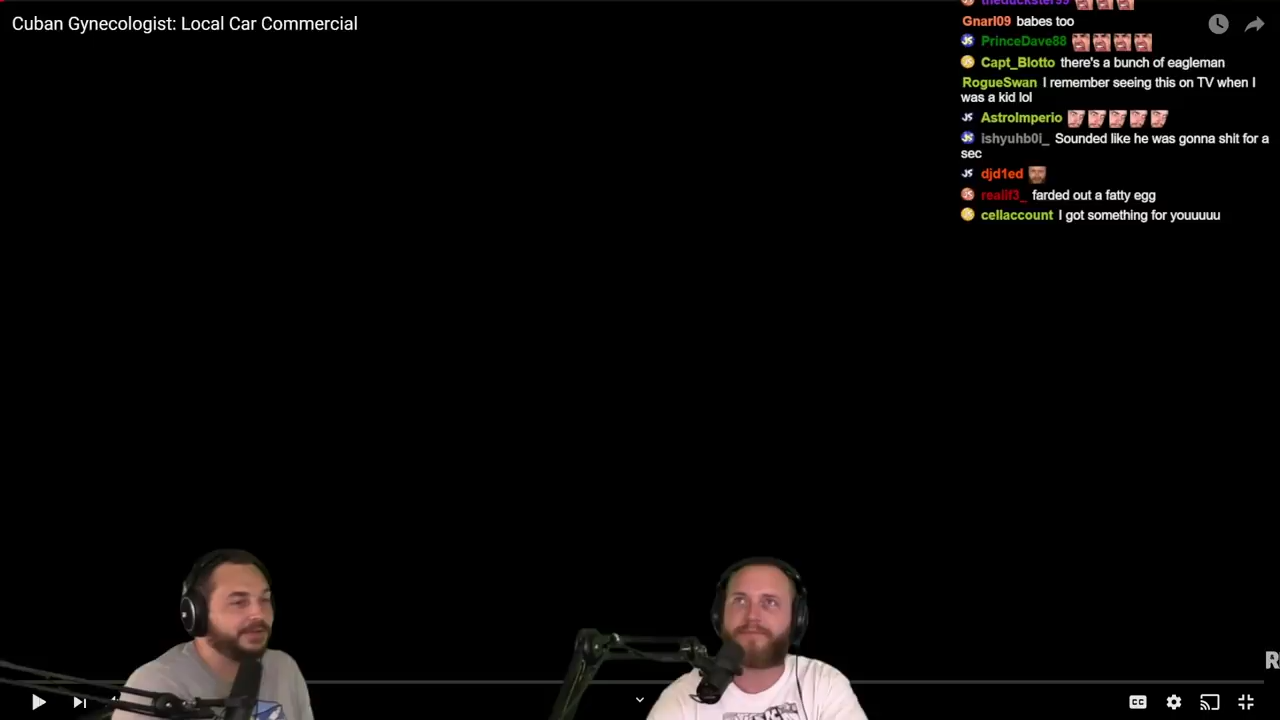 Cuban Gynecologist: Local Car Commercial
Gnarl09 babes too
PrinceDave88
Capt_Blotto there's a bunch of eagleman
RogueSwan I remember seeing this on TV when I
was a kid lol
AstroImperio
ishyuhb0i_ Sounded like he was gonna shit for a
sec
djd1ed
farded out a fatty egg
cellaccount I got something for youuuuu
CC